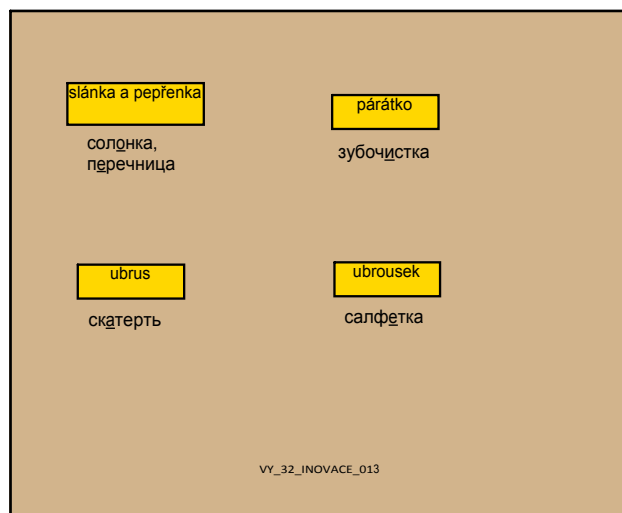 slánka a pepřenka
солонка,
перечница
párátko
зубочистка
ubrus
скатерть
ubrousek
салфетка
VY_32_INOVACE_013